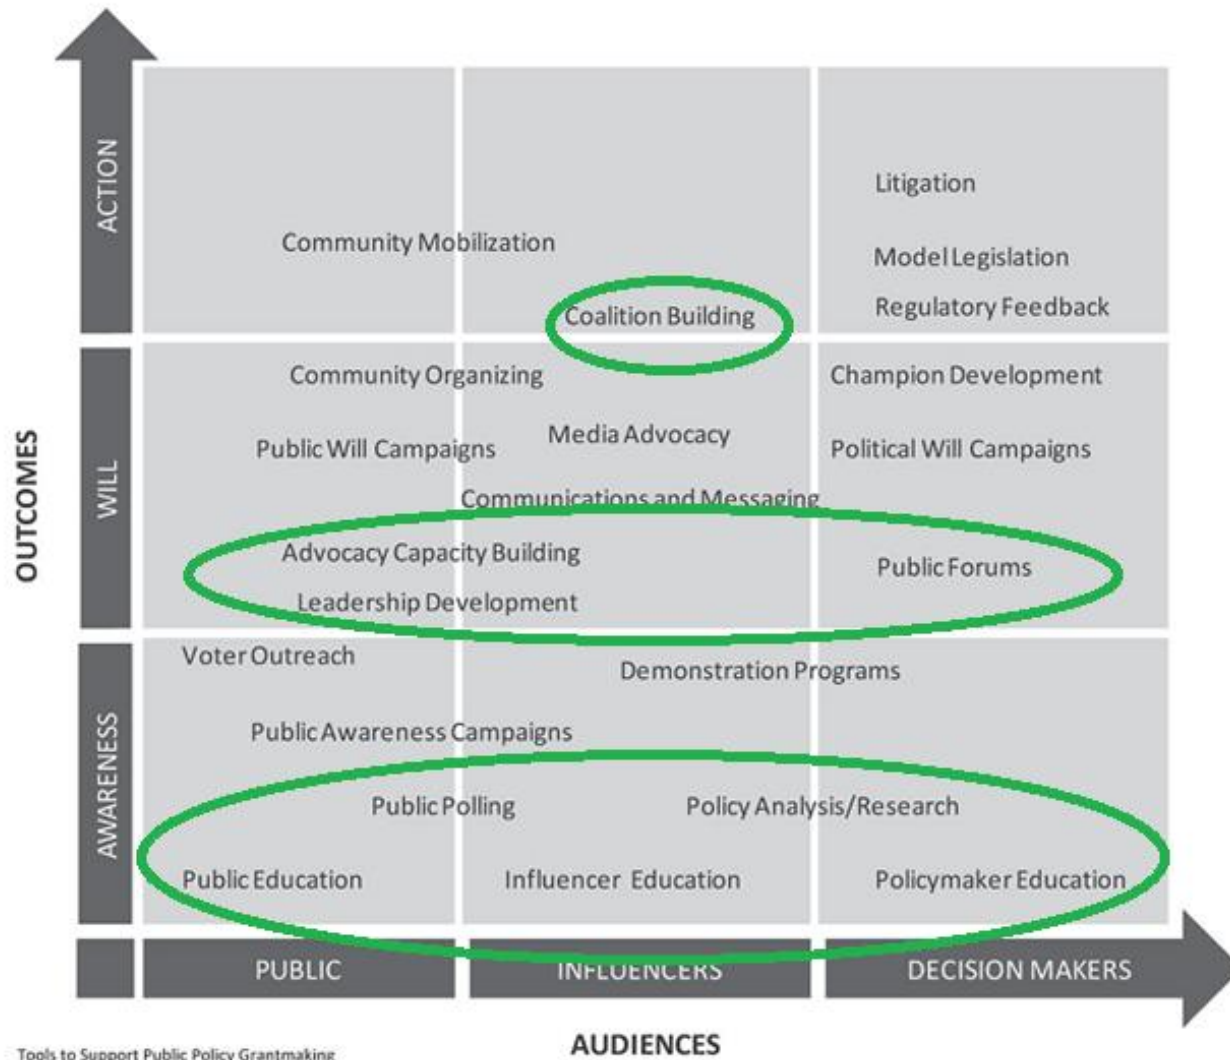 ACTION
Litigation
Community Mobilization
Model Legislation
Coalition Building
Regulatory Feedback
OUTCOMES
WILL
Community Organizing
Champion Development
Media Advocacy
Public Will Campaigns
Political Will Campaigns
Communications and Messaging
Advocacy Capacity Building
Public Forums
Leadership Development
AWARENESS
Voter Outreach
Demonstration Programs
Public Awareness Campaigns
Public Polling
Policy Analysis/Research
Public Education
Influencer Education
Policymaker Education
PUBLIC
INFLUENCERS
DECISION MAKERS
AUDIENCES
Tools to Support Public Policy Grantmaking